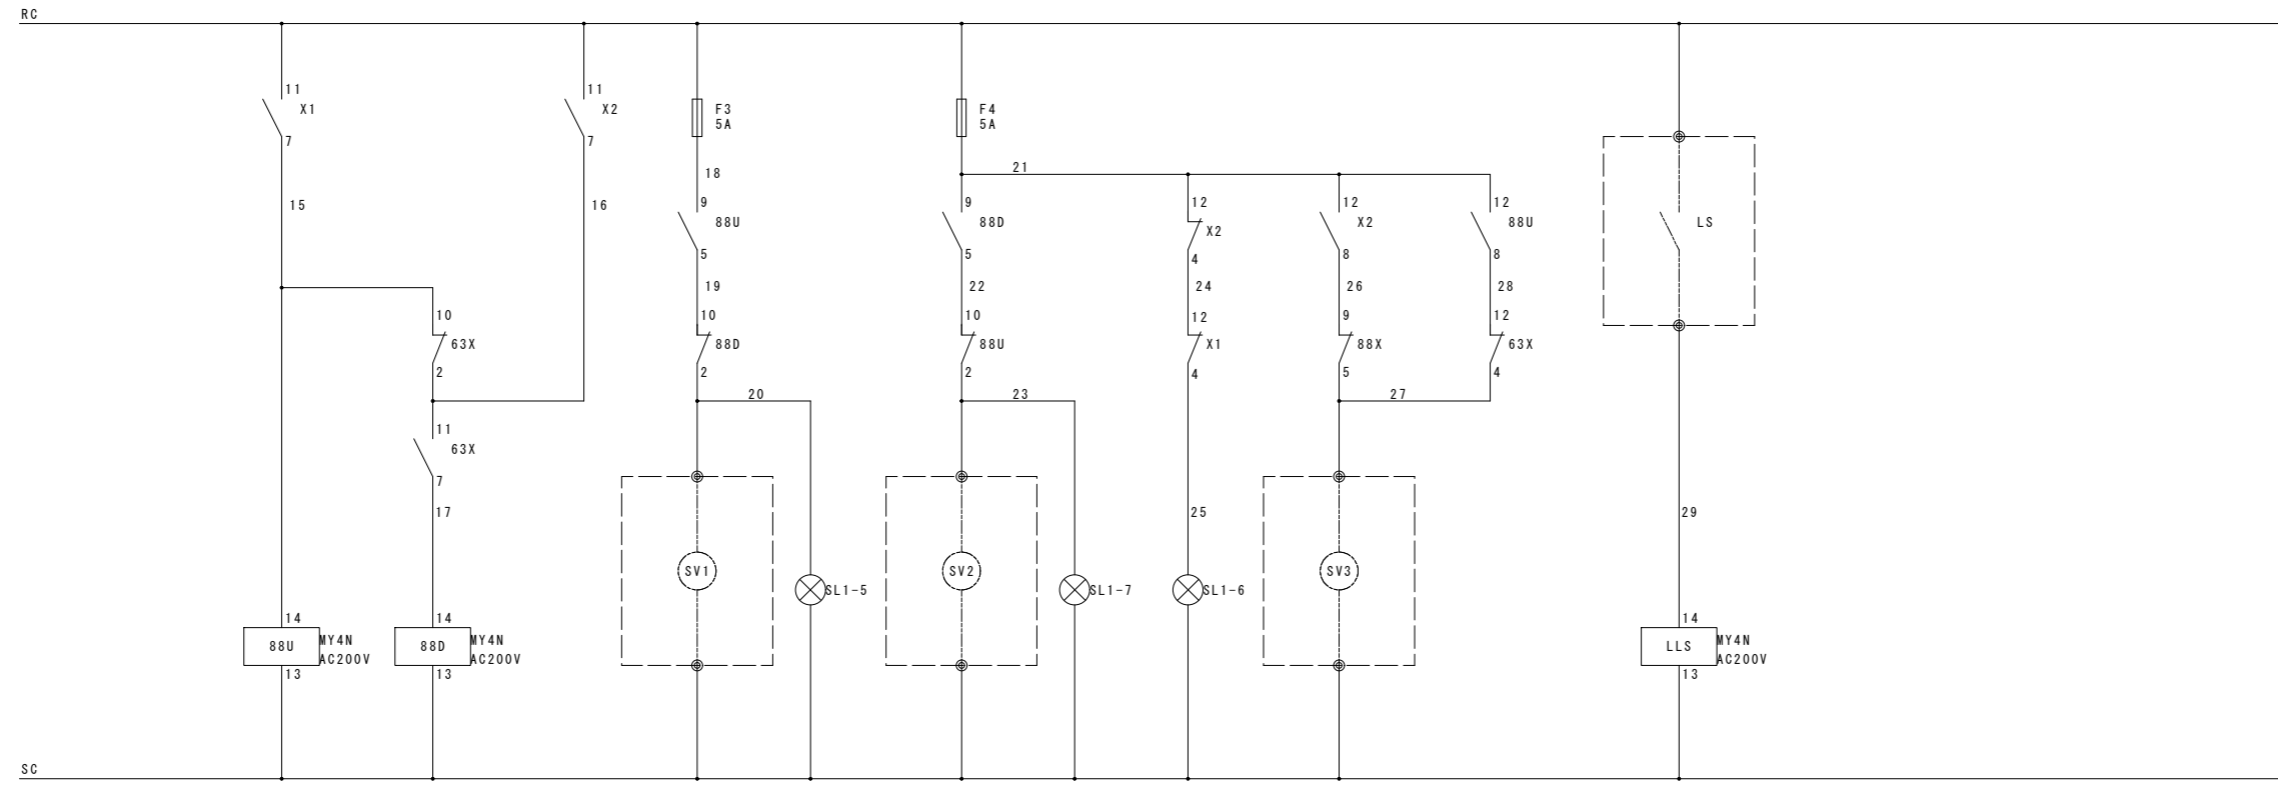 RC
11
X1
7
11
X2
7
F3
5A
F4
5A
18
21
15
16
9
88U
5
9
88D
5
12
X2
4
12
X2
8
12
88U
8
LS
19
22
24
26
28
10
63X
2
10
88D
2
10
88U
2
12
X1
4
9
88X
5
12
63X
4
20
23
27
11
63X
7
17
25
29
SV1
SL1-5
SV2
SL1-7
SL1-6
SV3
14
88U
MY4N
AC200V
13
14
88D
MY4N
AC200V
13
14
LLS
MY4N
AC200V
13
SC